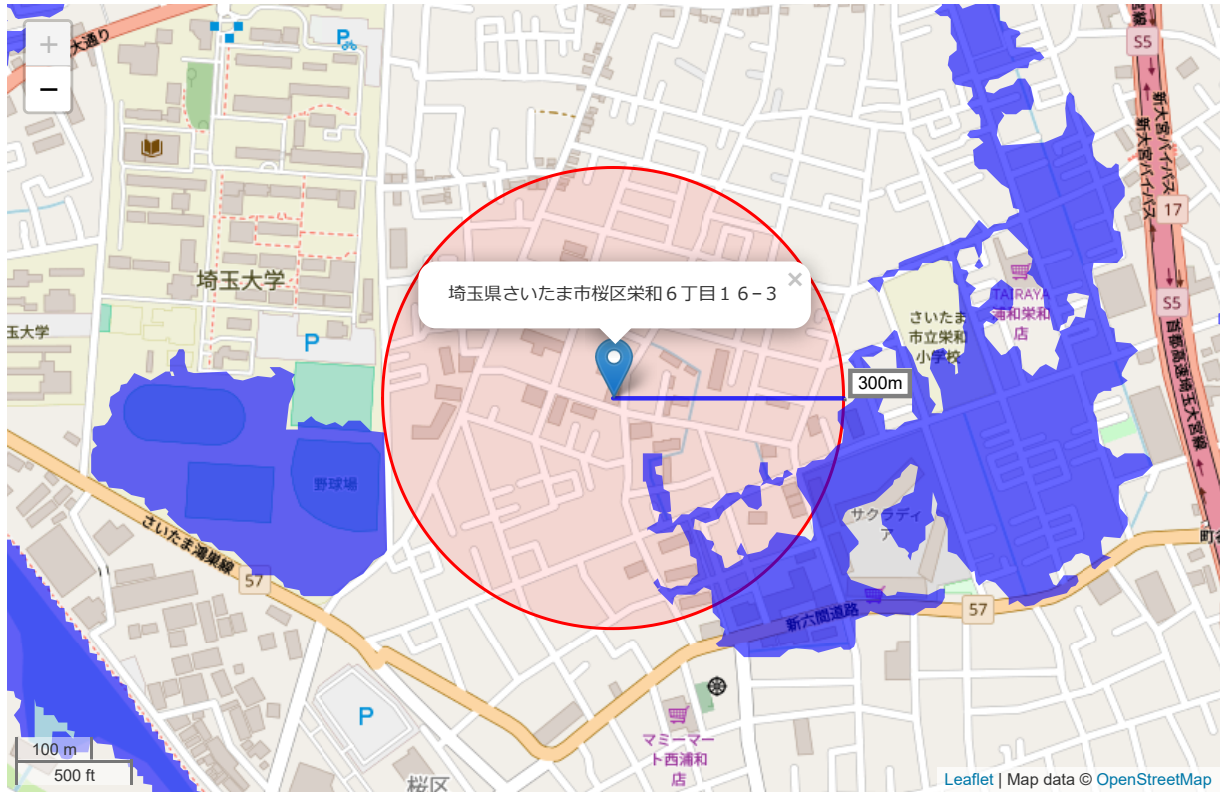 +
−
大通り
P
S5
新大宮バイパス
新大宮バイパス
17
埼玉大学
埼玉県さいたま市桜区栄和６丁目１６−３
×
TAIRAYA
浦和栄和
店
さいたま
市立栄和
小学校
S5
首都高速埼玉大宮線
玉大学
P
300m
野球場
サクラディ
ア
さいたま鴻巣線
57
57
新六間道路
P
マミーマー
ト西浦和
店
桜区
100 m
500 ft
Leaflet | Map data © OpenStreetMap